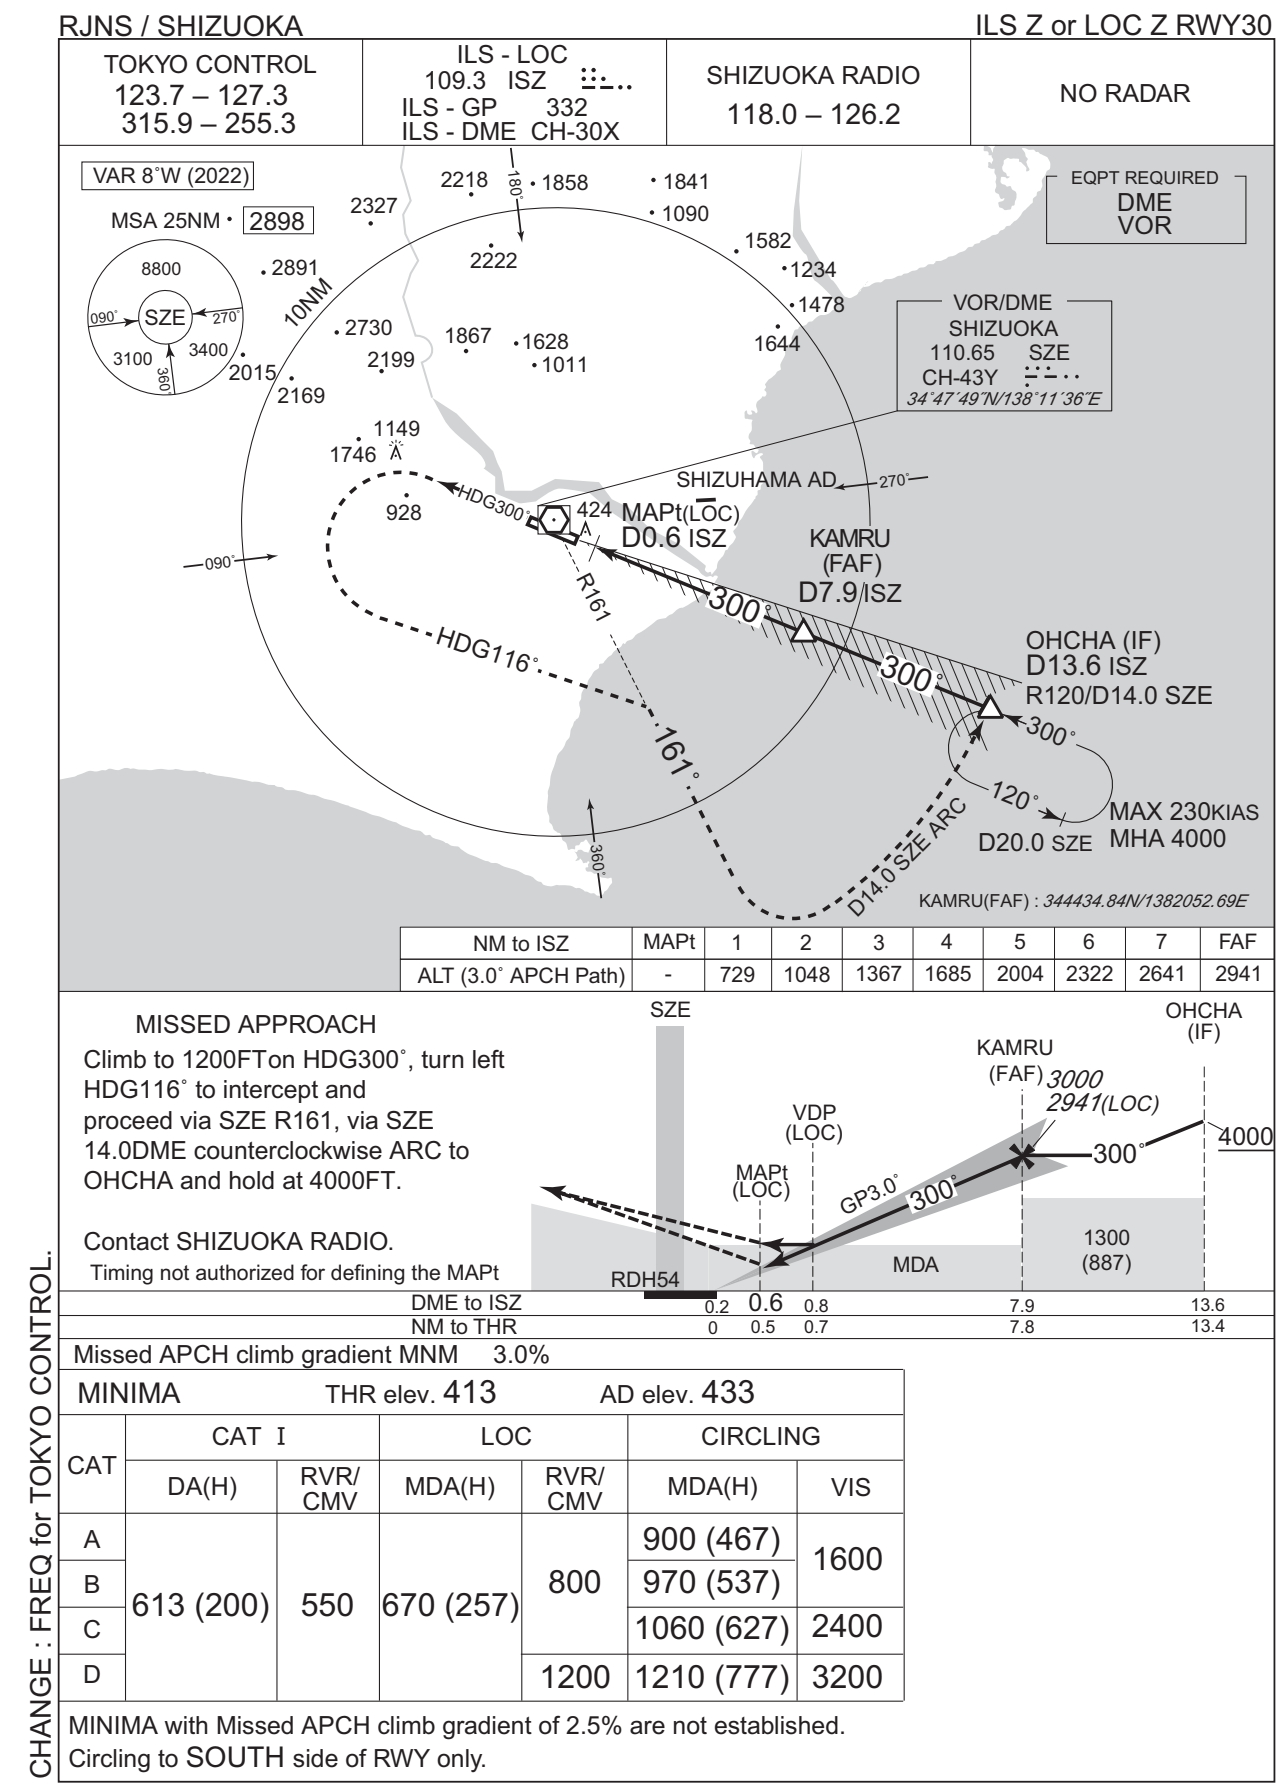 RJNS / SHIZUOKA
ILS Z or LOC Z RWY30
TOKYO CONTROL
123.7 – 127.3
315.9 – 255.3
ILS - LOC
109.3 ISZ
ILS - GP 332
ILS - DME CH-30X
SHIZUOKA RADIO
118.0 – 126.2
NO RADAR
VAR 8°W (2022)
MSA 25NM
2898
8800
SZE
090°
270°
3100
3400
360°
EQPT REQUIRED
DME
VOR
2327
2218
180°
1858
1841
1090
2222
1582
1234
1478
1644
2891
10NM
2730
2199
1867
1628
1011
2015
2169
VOR/DME
SHIZUOKA
110.65 SZE
CH-43Y
34°47´49˝N/138°11´36˝E
1149
1746
928
HDG300°
424
SHIZUHAMA AD
270°
MAPt(LOC)
D0.6 ISZ
KAMRU
(FAF)
D7.9 ISZ
090°
R161
300°
300°
HDG116°
OHCHA (IF)
D13.6 ISZ
R120/D14.0 SZE
300°
161°
120°
MAX 230KIAS
MHA 4000
D20.0 SZE
D14.0 SZE ARC
360°
KAMRU(FAF) : 344434.84N/1382052.69E
NM to ISZ MAPt 1 2 3 4 5 6 7 FAF
ALT (3.0° APCH Path) - 729 1048 1367 1685 2004 2322 2641 2941
MISSED APPROACH
Climb to 1200FTon HDG300°, turn left
HDG116° to intercept and
proceed via SZE R161, via SZE
14.0DME counterclockwise ARC to
OHCHA and hold at 4000FT.
Contact SHIZUOKA RADIO.
Timing not authorized for defining the MAPt
SZE
OHCHA
(IF)
KAMRU
(FAF)
3000
2941(LOC)
VDP
(LOC)
MAPt
(LOC)
4000
300°
GP3.0°
300°
1300
(887)
MDA
RDH54
DME to ISZ 0.2 0.6 0.8 7.9 13.6
NM to THR 0 0.5 0.7 7.8 13.4
Missed APCH climb gradient MNM 3.0%
MINIMA THR elev. 413 AD elev. 433
CAT
CAT I LOC CIRCLING
DA(H) RVR/CMV MDA(H) RVR/CMV MDA(H) VIS
A 900 (467) 1600
B 970 (537)
613 (200) 550 670 (257) 800
C 1060 (627) 2400
D 1200 1210 (777) 3200
MINIMA with Missed APCH climb gradient of 2.5% are not established.
Circling to SOUTH side of RWY only.
CHANGE : FREQ for TOKYO CONTROL.